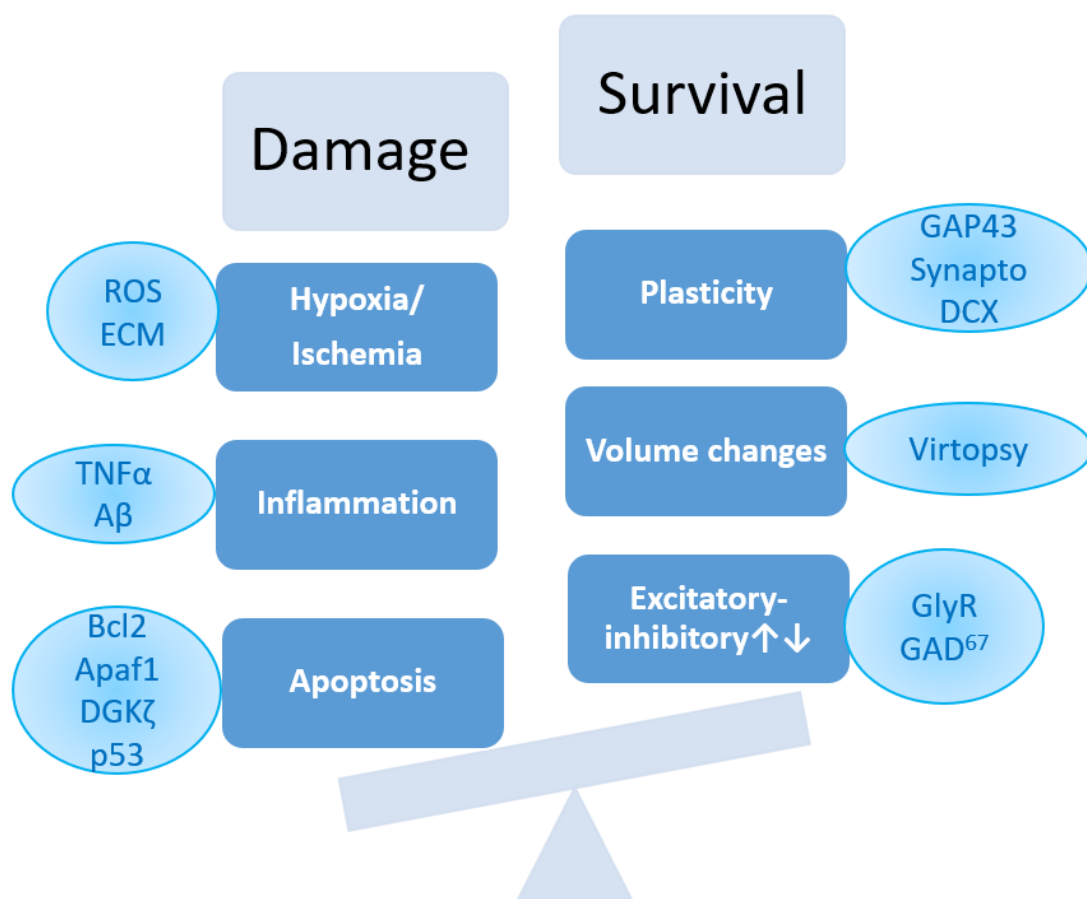 Damage
ROS
ECM
Hypoxia/
Ischemia
TNFα
Aβ
Inflammation
Bcl2
Apaf1
DGKζ
p53
Apoptosis
Survival
Plasticity
GAP43
Synapto
DCX
Volume changes
Virtopsy
Excitatory-
inhibitory↑↓
GlyR
GAD⁶⁷